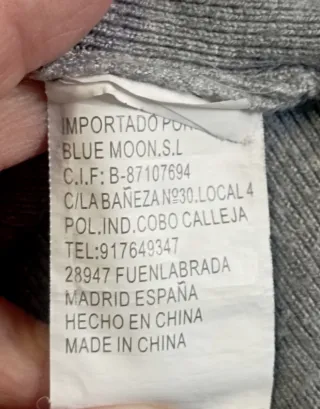 IMPORTADO POR
BLUE MOON.S.L
C.I.F: B-87107694
C/LA BAÑEZA Nº30.LOCAL 4
POL.IND.COBO CALLEJA
TEL:917649347
28947 FUENLABRADA
MADRID ESPAÑA
HECHO EN CHINA
MADE IN CHINA